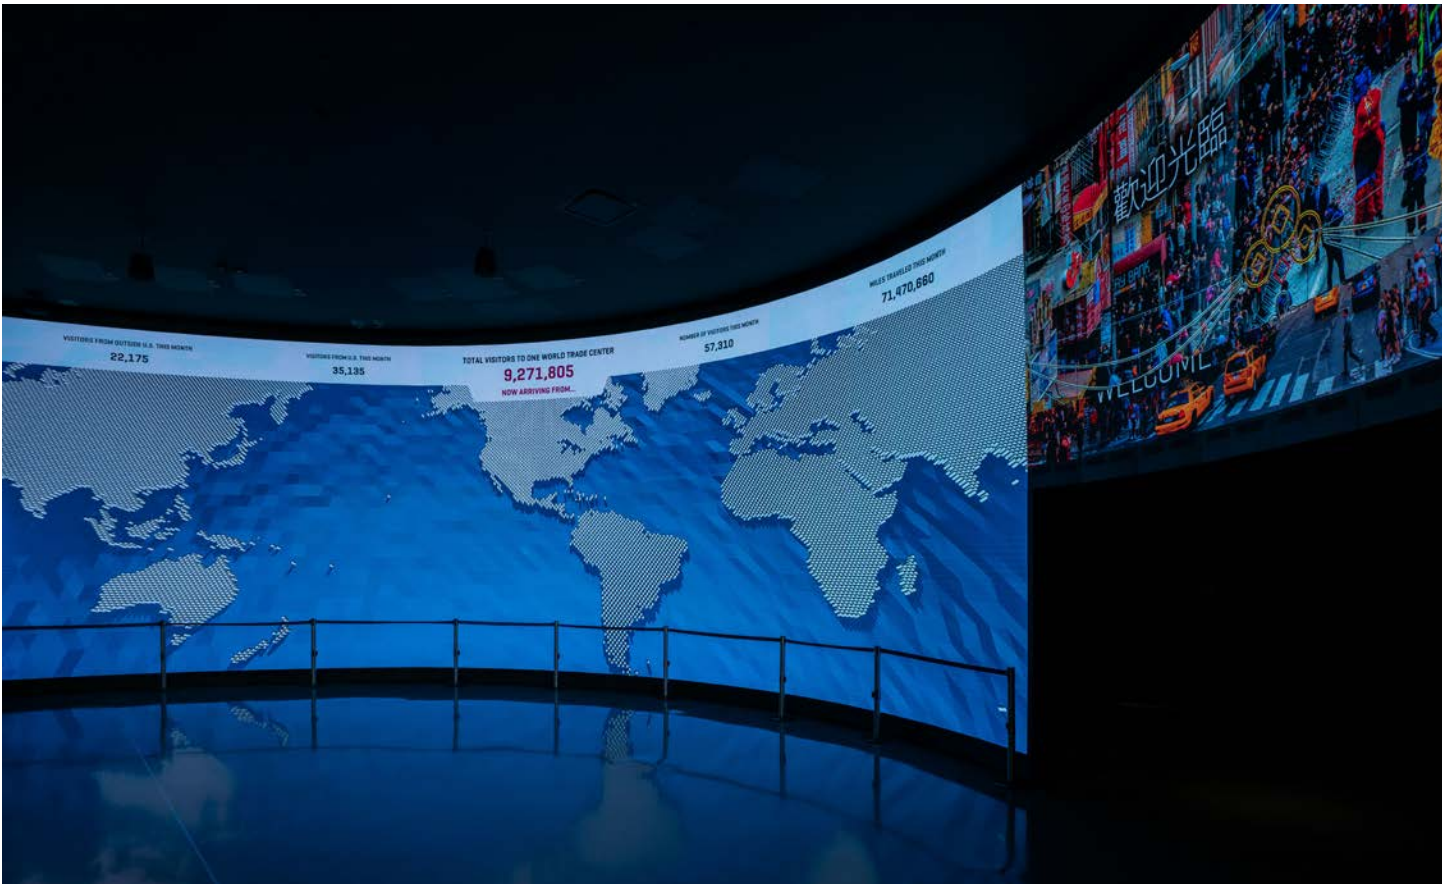 VISITORS FROM OUTSIDE U.S. THIS MONTH
22,175
VISITORS FROM U.S. THIS MONTH
35,135
TOTAL VISITORS TO ONE WORLD TRADE CENTER
9,271,805
NOW ARRIVING FROM...
NUMBER OF VISITORS THIS MONTH
57,310
MILES TRAVELED THIS MONTH
71,470,660
歡迎光臨
BANK
WELCOME